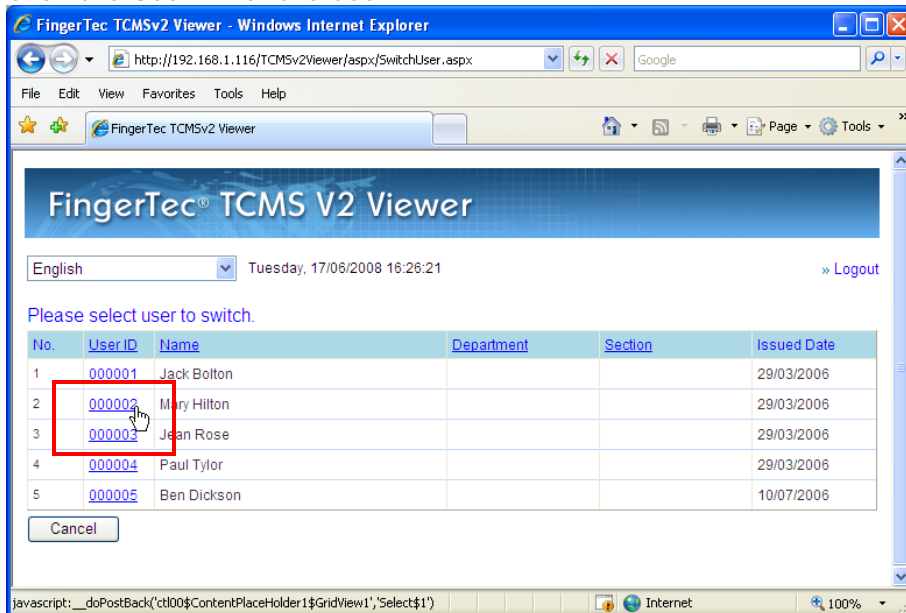 FingerTec TCMSv2 Viewer - Windows Internet Explorer
http://192.168.1.116/TCMSv2Viewer/aspx/SwitchUser.aspx Google
File Edit View Favorites Tools Help
FingerTec TCMSv2 Viewer Page Tools »
FingerTec® TCMS V2 Viewer
English Tuesday, 17/06/2008 16:26:21 » Logout
Please select user to switch.
No. User ID Name Department Section Issued Date
1 000001 Jack Bolton 29/03/2006
2 000002 Mary Hilton 29/03/2006
3 000003 Jean Rose 29/03/2006
4 000004 Paul Tylor 29/03/2006
5 000005 Ben Dickson 10/07/2006
Cancel
javascript:__doPostBack('ctl00$ContentPlaceHolder1$GridView1','Select$1') Internet 100%